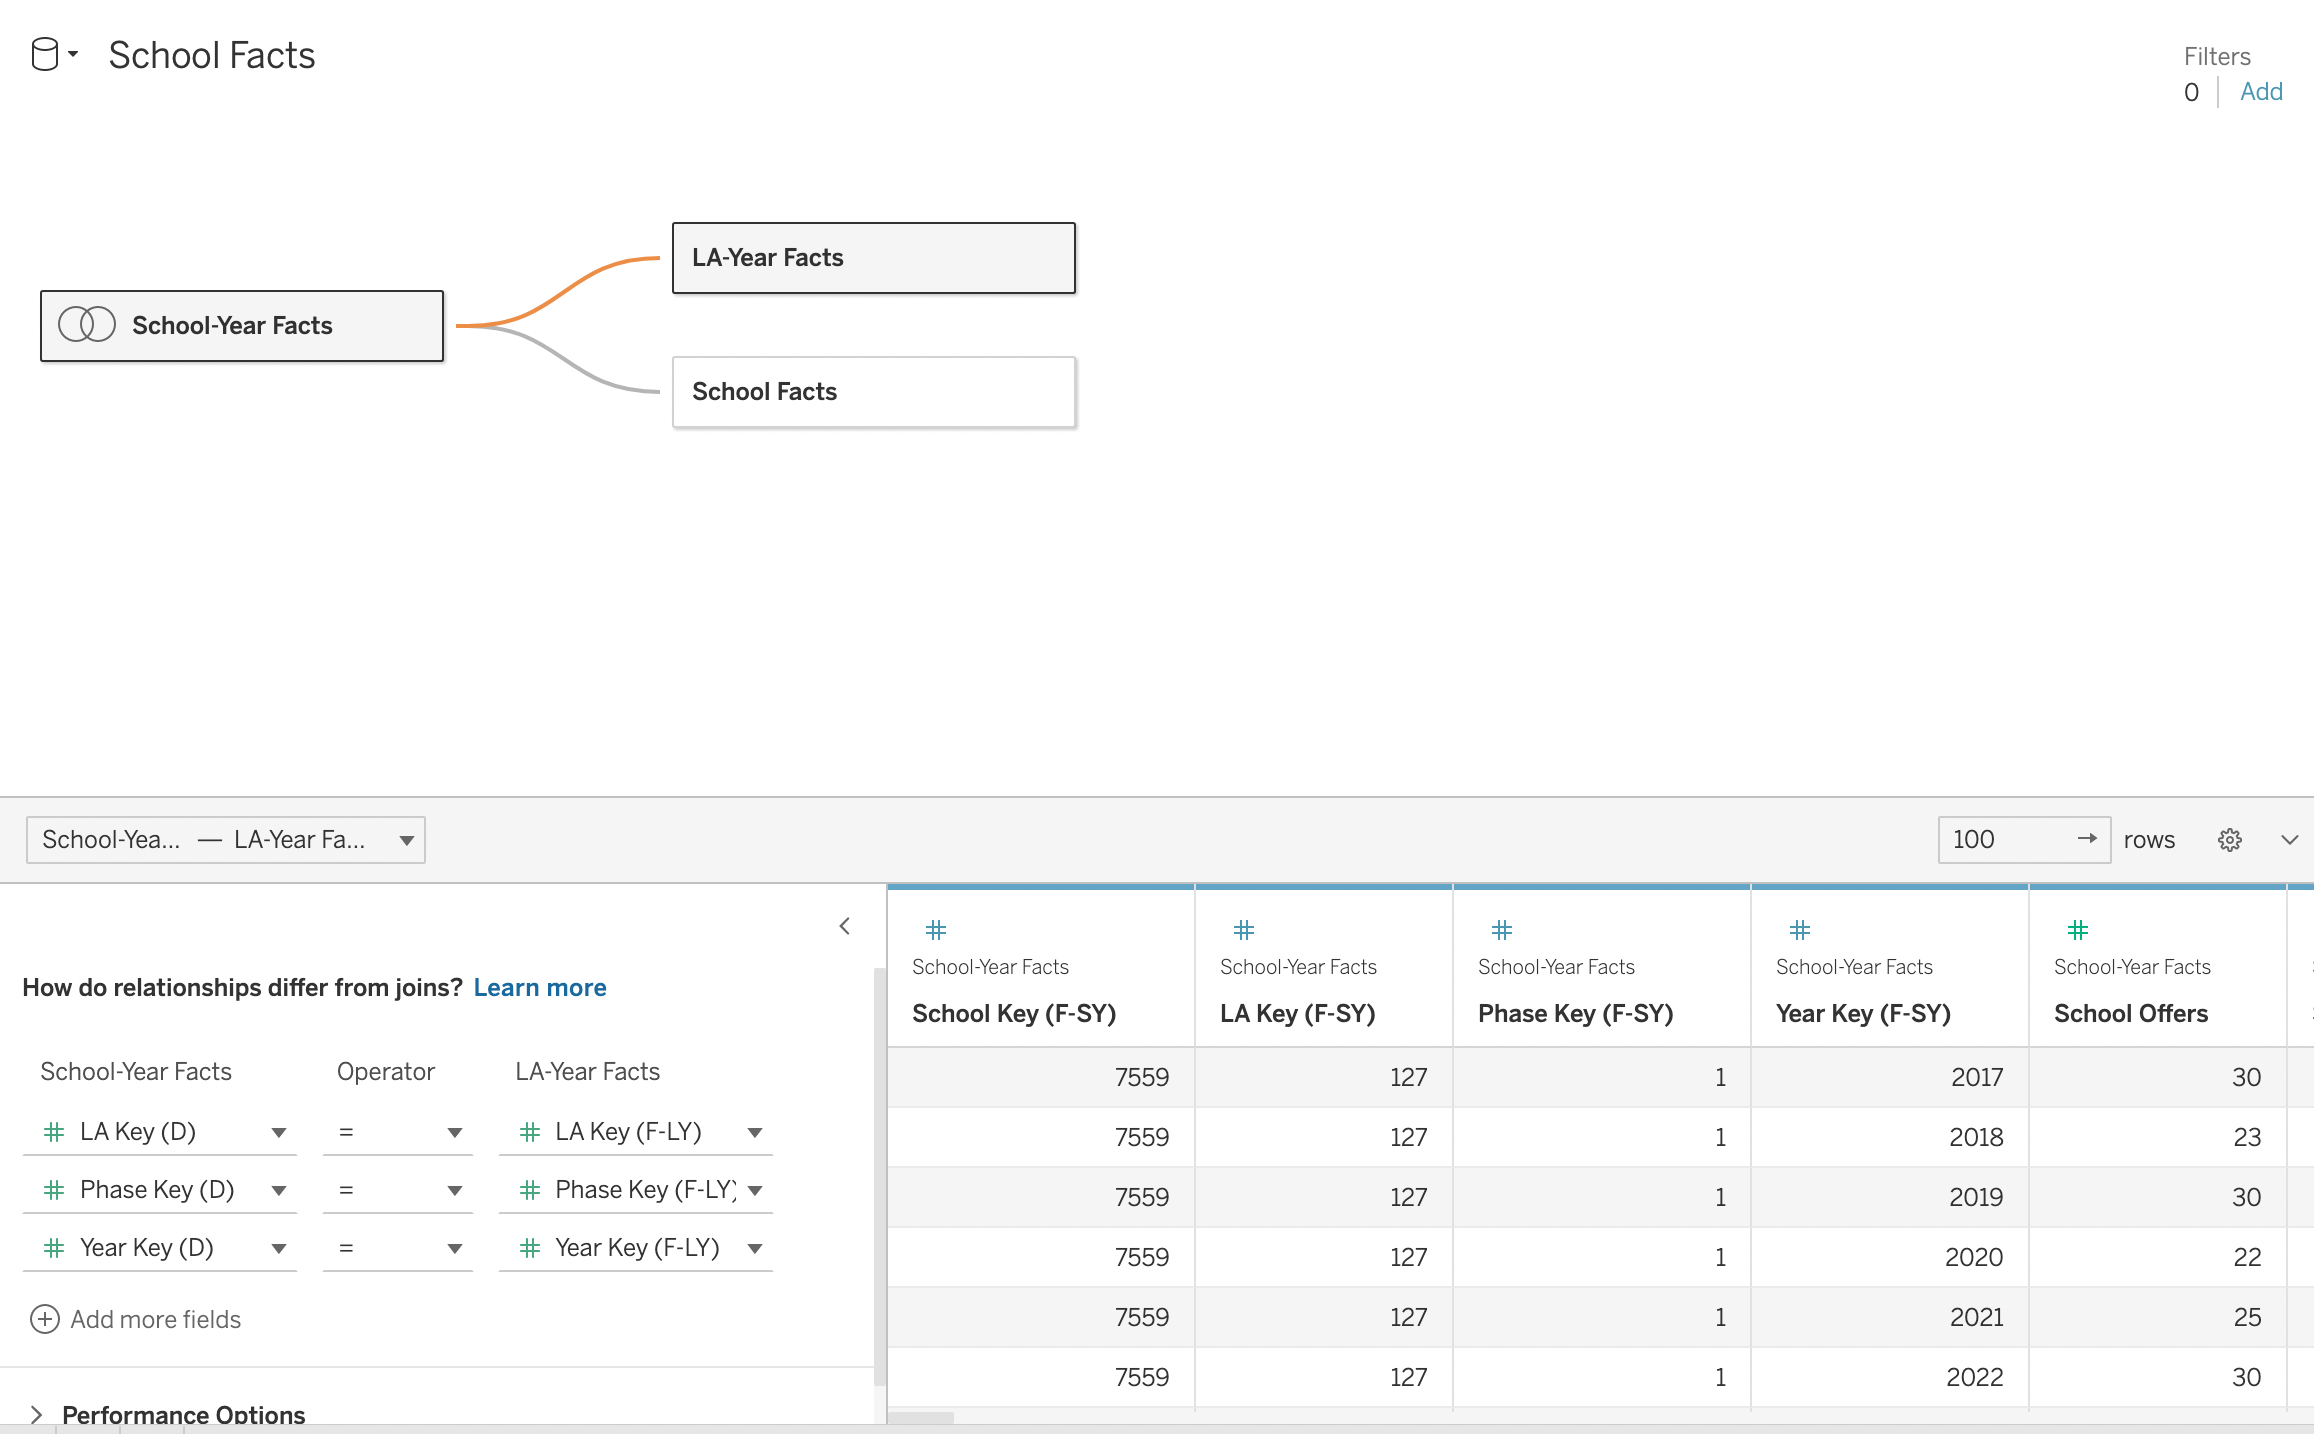 School Facts
Filters
0 Add
LA-Year Facts
School-Year Facts
School Facts
School-Yea... — LA-Year Fa...
100 → rows
How do relationships differ from joins? Learn more
School-Year Facts Operator LA-Year Facts
LA Key (D) = LA Key (F-LY)
Phase Key (D) = Phase Key (F-LY)
Year Key (D) = Year Key (F-LY)
Add more fields
Performance Options
School-Year Facts School-Year Facts School-Year Facts School-Year Facts School-Year Facts
School Key (F-SY) LA Key (F-SY) Phase Key (F-SY) Year Key (F-SY) School Offers
7559 127 1 2017 30
7559 127 1 2018 23
7559 127 1 2019 30
7559 127 1 2020 22
7559 127 1 2021 25
7559 127 1 2022 30